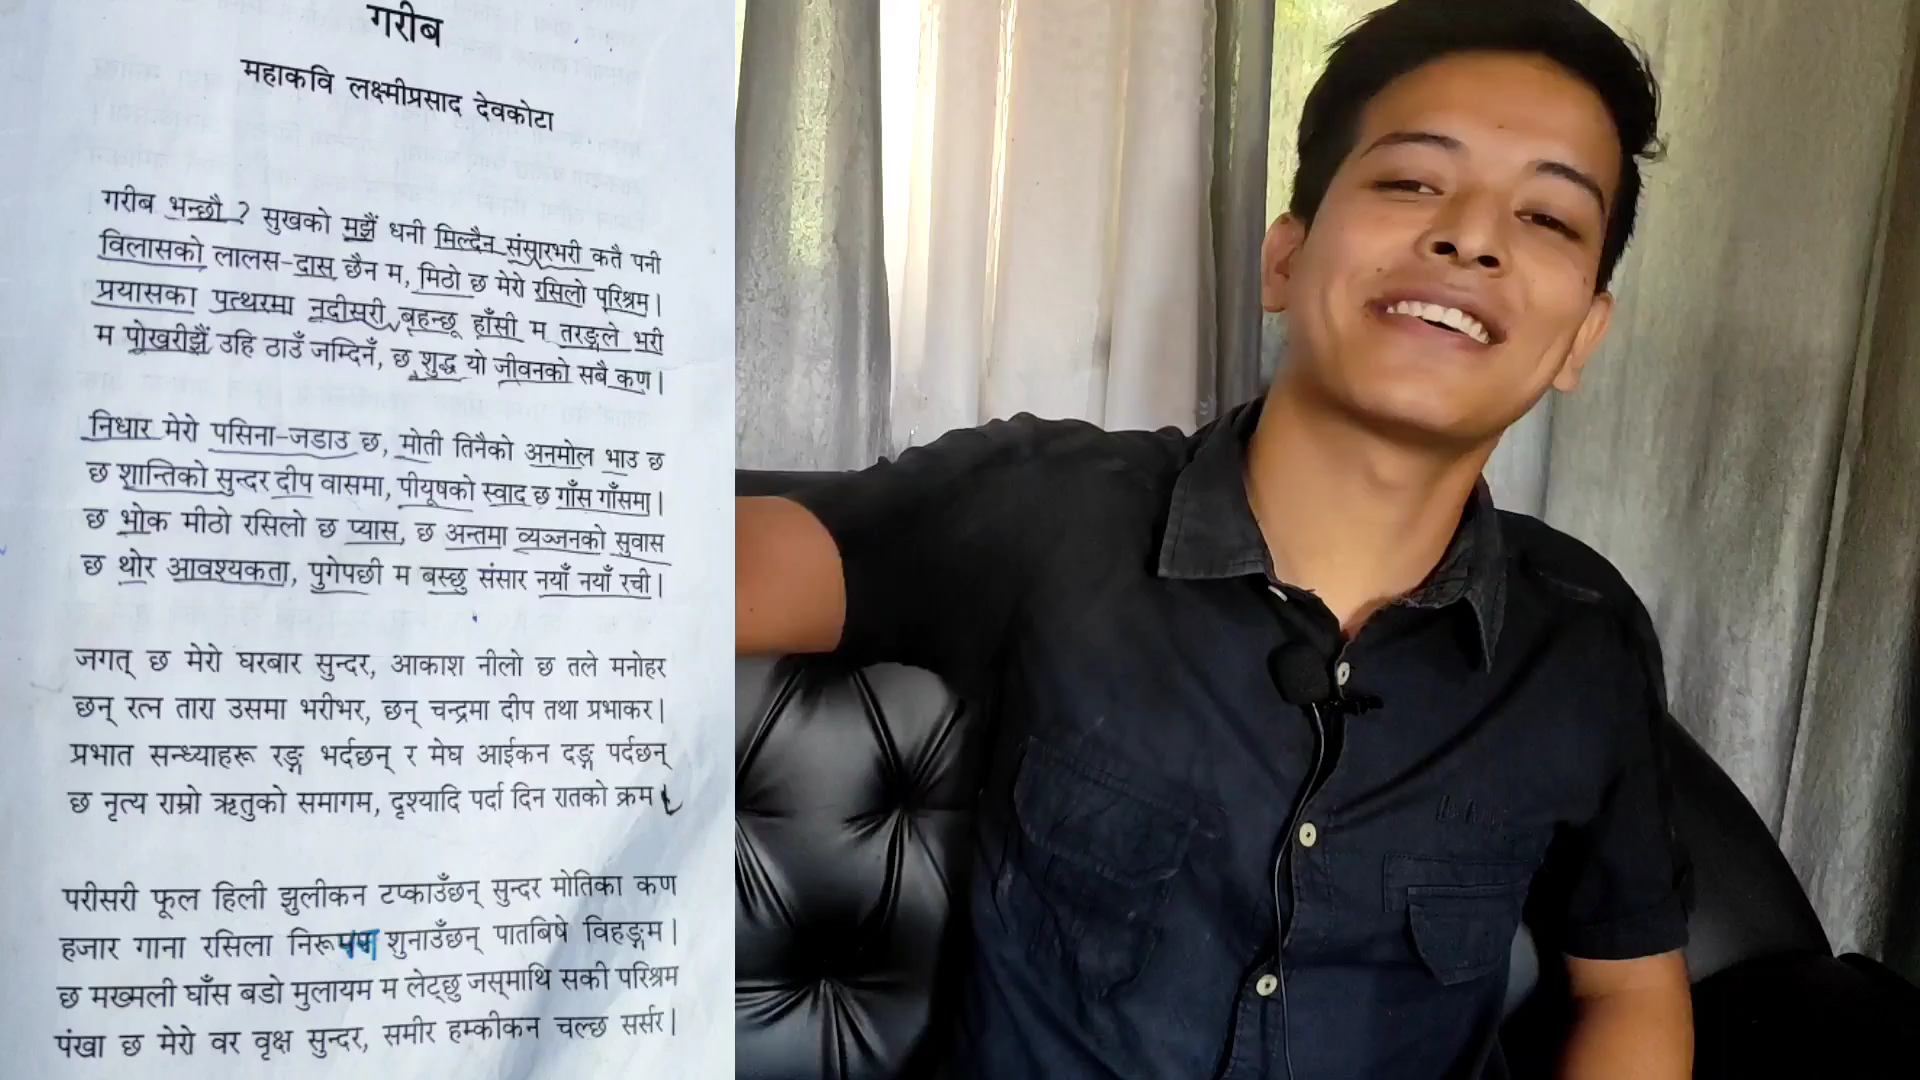 गरीब
महाकवि लक्ष्मीप्रसाद देवकोटा
गरीब भन्छौ ? सुखको मझैं धनी मिल्दैन संसारभरी कतै पनी
विलासको लालस-दास छैन म, मिठो छ मेरो रसिलो परिश्रम।
प्रयासका पत्थरमा नदीसरी बहन्छू हाँसी म तरङ्गले भरी
म पोखरीझैं उहि ठाउँ जम्दिनँ, छ शुद्ध यो जीवनको सबै कण।
निधार मेरो पसिना-जडाउ छ, मोती तिनैको अनमोल भाउ छ
छ शान्तिको सुन्दर दीप वासमा, पीयूषको स्वाद छ गाँस गाँसमा।
छ भोक मीठो रसिलो छ प्यास, छ अन्तमा व्यञ्जनको सुवास
छ थोर आवश्यकता, पुगेपछी म बस्छु संसार नयाँ नयाँ रची।
जगत् छ मेरो घरबार सुन्दर, आकाश नीलो छ तले मनोहर
छन् रत्न तारा उसमा भरीभर, छन् चन्द्रमा दीप तथा प्रभाकर।
प्रभात सन्ध्याहरू रङ्ग भर्दछन् र मेघ आईकन दङ्ग पर्दछन्
छ नृत्य राम्रो ऋतुको समागम, दृश्यादि पर्दा दिन रातको क्रम।
परीसरी फूल हिली झुलीकन टप्काउँछन् सुन्दर मोतिका कण
हजार गाना रसिला निरूपम शुनाउँछन् पातबिषे विहङ्गम।
छ मख्मली घाँस बडो मुलायम म लेट्छु जस्‌माथि सकी परिश्रम
पंखा छ मेरो वर वृक्ष सुन्दर, समीर हम्कीकन चल्छ सर्सर।